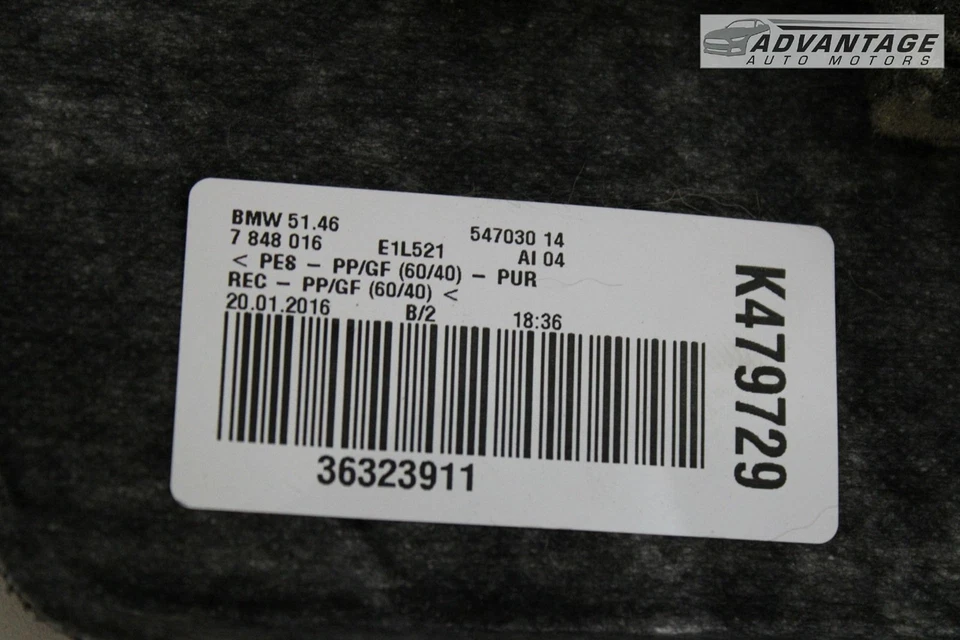 ADVANTAGE
AUTO MOTORS
BMW 51.46 547030 14
7 848 016 E1L521 AI 04
< PES - PP/GF (60/40) - PUR
REC - PP/GF (60/40) <
20.01.2016 B/2 18:36
36323911
K479729